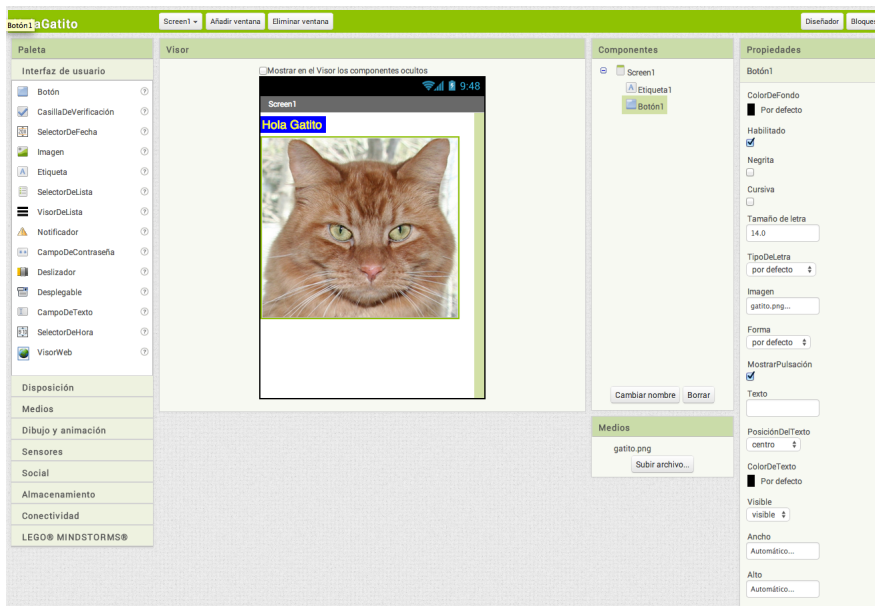 Botón1 aGatito
Screen1 Añadir ventana Eliminar ventana Diseñador Bloques
Paleta
Interfaz de usuario
Botón
CasillaDeVerificación
SelectorDeFecha
Imagen
Etiqueta
SelectorDeLista
VisorDeLista
Notificador
CampoDeContraseña
Deslizador
Desplegable
CampoDeTexto
SelectorDeHora
VisorWeb
Disposición
Medios
Dibujo y animación
Sensores
Social
Almacenamiento
Conectividad
LEGO® MINDSTORMS®
Visor
Mostrar en el Visor los componentes ocultos
9:48
Screen1
Hola Gatito
Componentes
Screen1
Etiqueta1
Botón1
Cambiar nombre Borrar
Medios
gatito.png
Subir archivo...
Propiedades
Botón1
ColorDeFondo
Por defecto
Habilitado
Negrita
Cursiva
Tamaño de letra
14.0
TipoDeLetra
por defecto
Imagen
gatito.png...
Forma
por defecto
MostrarPulsación
Texto
PosiciónDelTexto
centro
ColorDeTexto
Por defecto
Visible
visible
Ancho
Automático...
Alto
Automático...